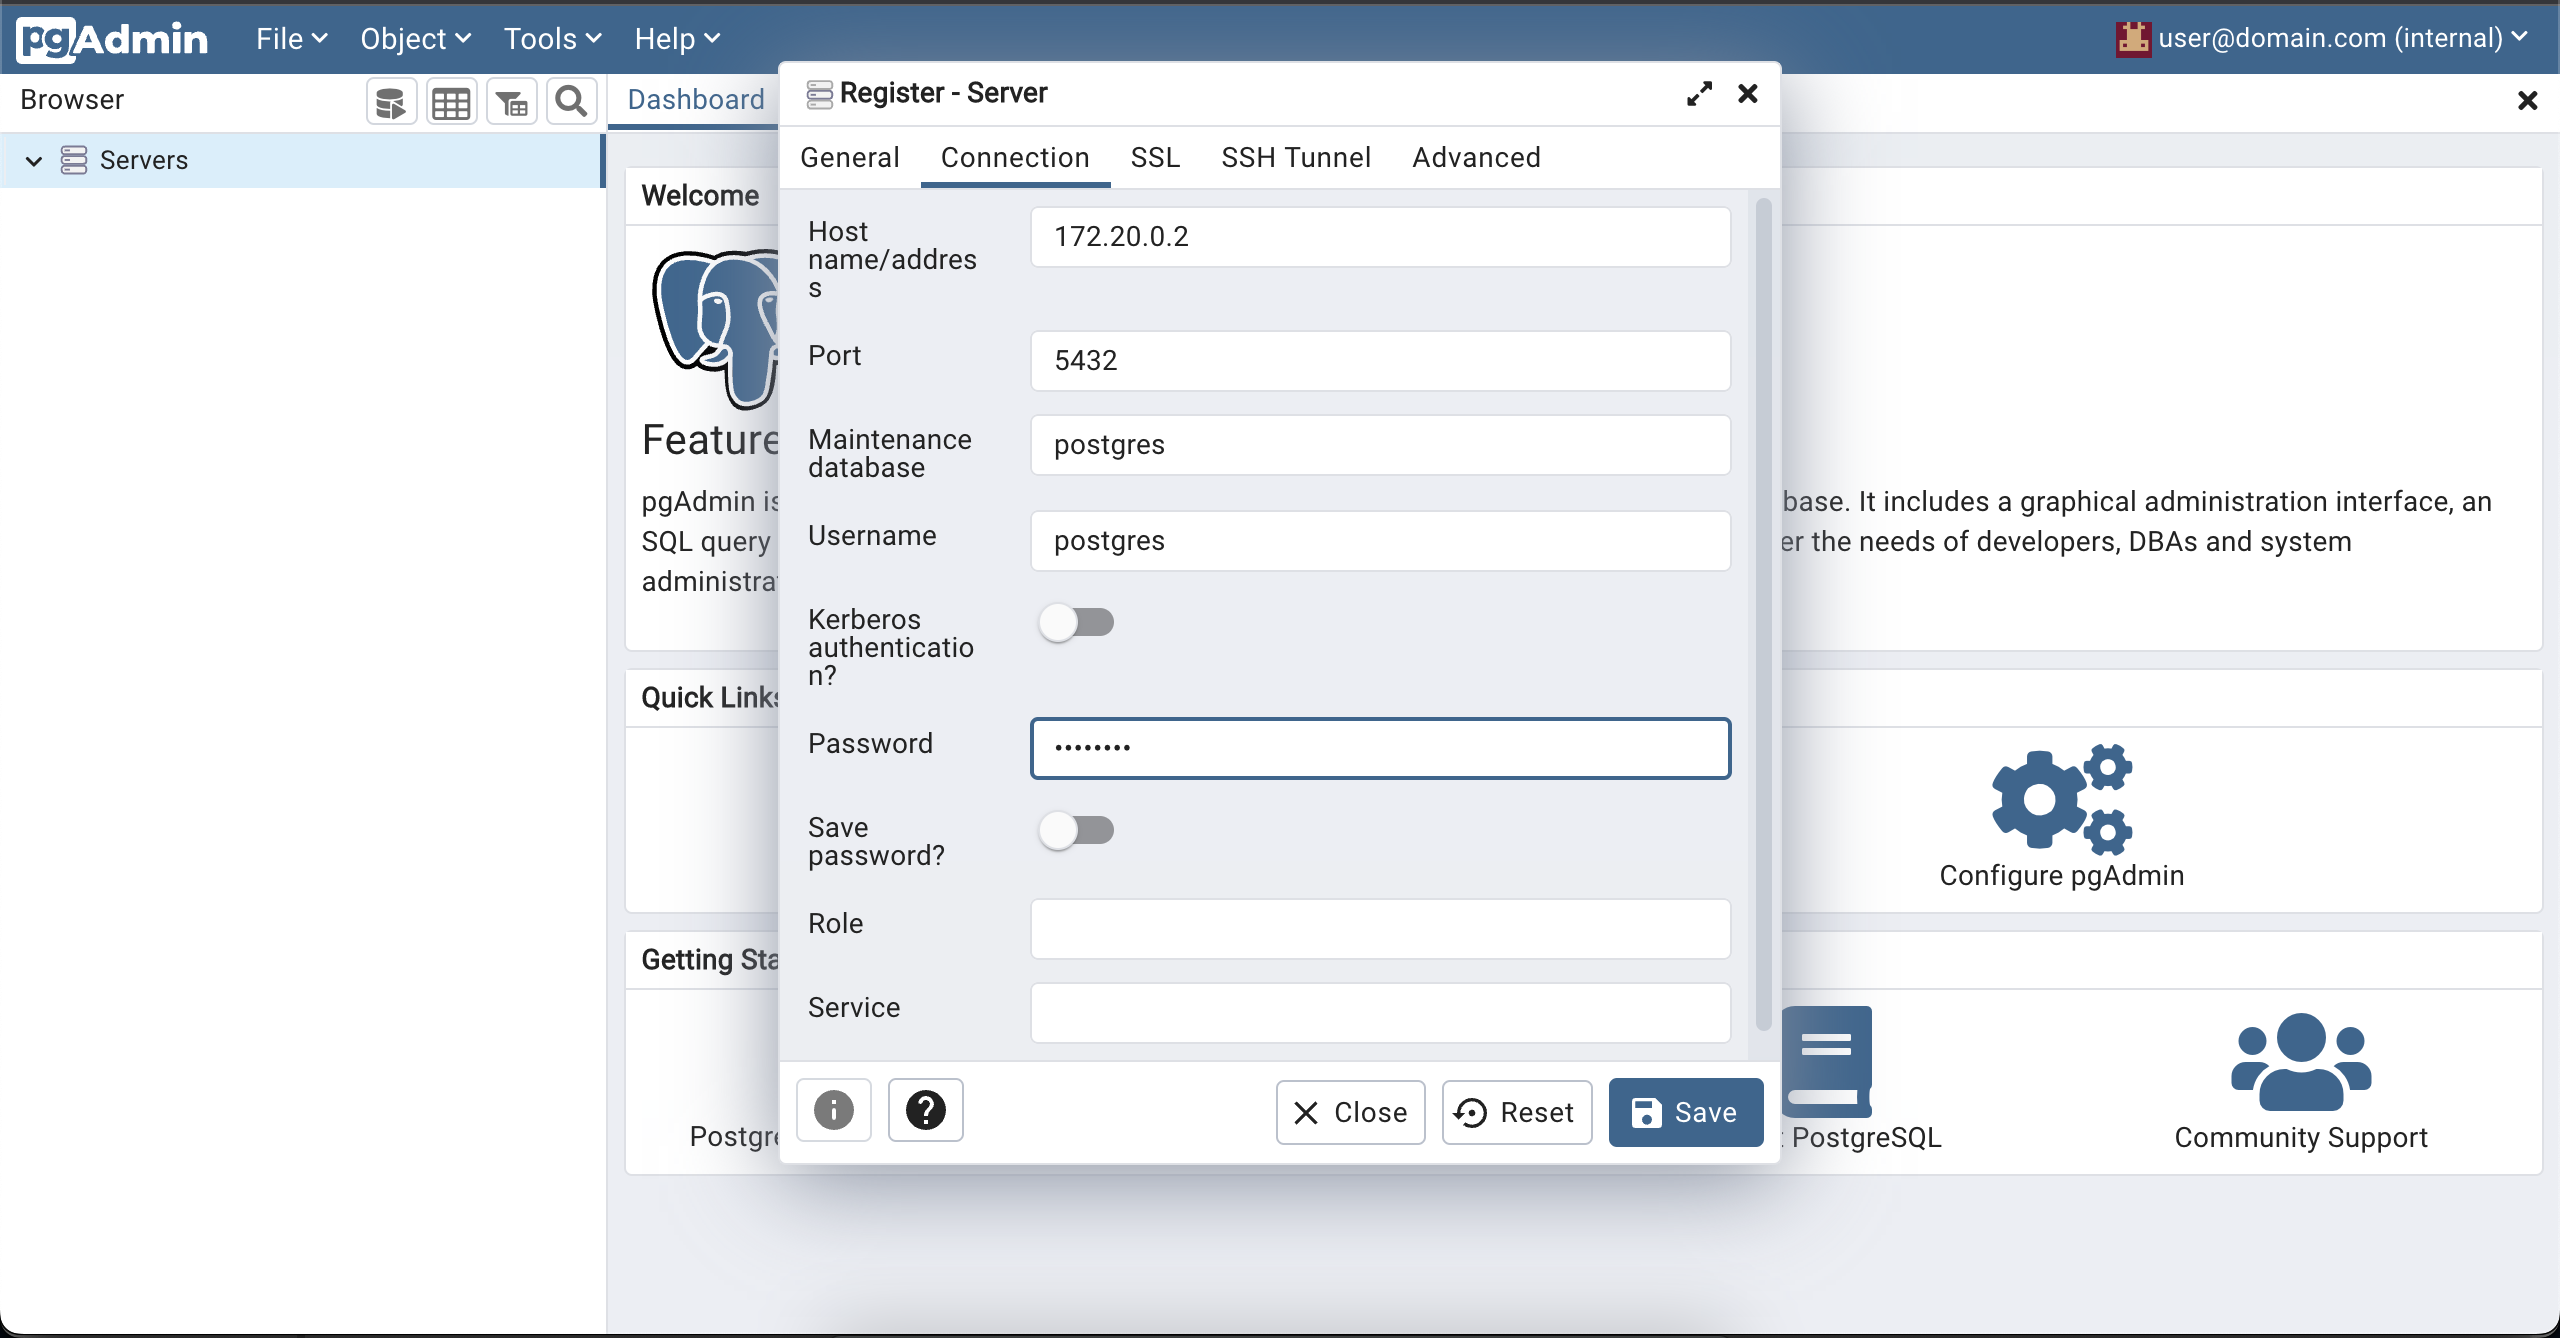 pgAdmin File Object Tools Help user@domain.com (internal)
Browser
Servers
Dashboard
Welcome
Feature
pgAdmin is
SQL query
administra
base. It includes a graphical administration interface, an
er the needs of developers, DBAs and system
Quick Links
Configure pgAdmin
Getting Sta
Postgre
PostgreSQL
Community Support
Register - Server
General Connection SSL SSH Tunnel Advanced
Host
name/addres
s
172.20.0.2
Port
5432
Maintenance
database
postgres
Username
postgres
Kerberos
authenticatio
n?
Password
••••••••
Save
password?
Role
Service
Close Reset Save